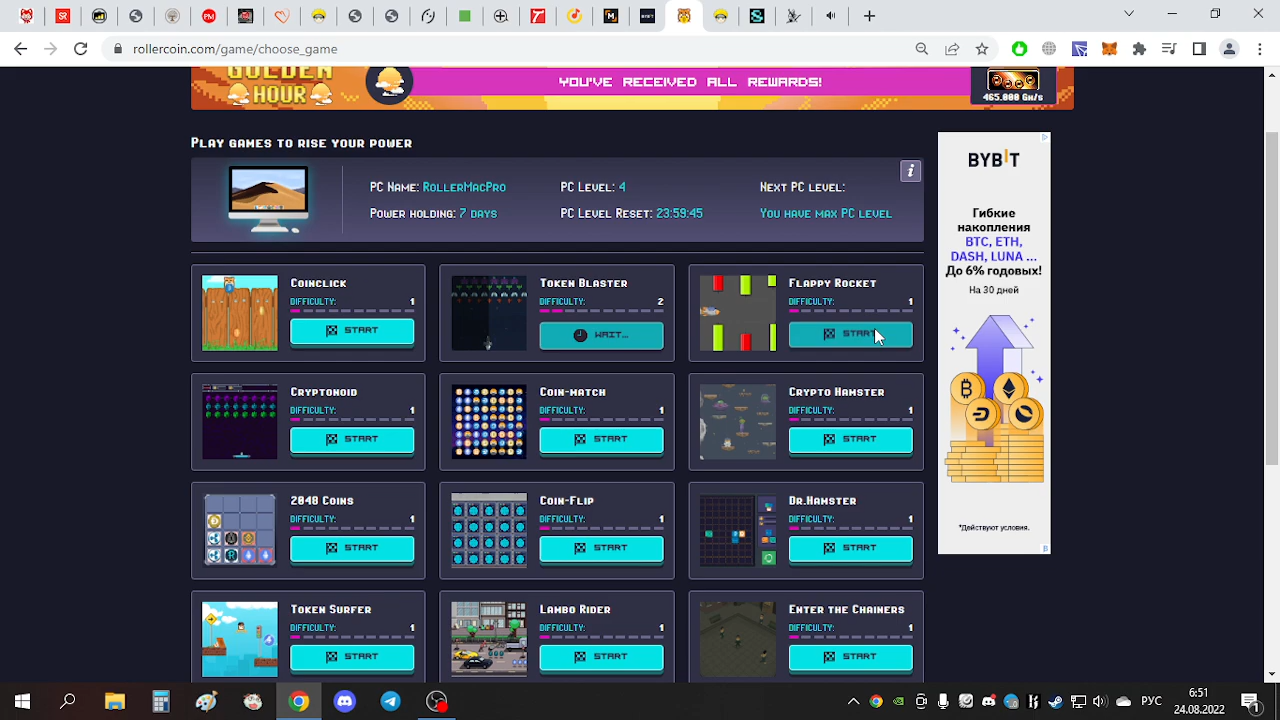 rollercoin.com/game/choose_game
GOLDEN
HOUR
YOU'VE RECEIVED ALL REWARDS!
465.000 Gh/s
PLAY GAMES TO RISE YOUR POWER
PC NAME: ROLLERMACPRO
PC LEVEL: 4
NEXT PC LEVEL:
POWER HOLDING: 7 DAYS
PC LEVEL RESET: 23:59:45
YOU HAVE MAX PC LEVEL
i
COINCLICK
DIFFICULTY: 1
START
TOKEN BLASTER
DIFFICULTY: 2
WAIT...
FLAPPY ROCKET
DIFFICULTY: 1
START
CRYPTONOID
DIFFICULTY: 1
START
COIN-MATCH
DIFFICULTY: 1
START
CRYPTO HAMSTER
DIFFICULTY: 1
START
2048 COINS
DIFFICULTY: 1
START
COIN-FLIP
DIFFICULTY: 1
START
DR.HAMSTER
DIFFICULTY: 1
START
TOKEN SURFER
DIFFICULTY: 1
START
LAMBO RIDER
DIFFICULTY: 1
START
ENTER THE CHAINERS
DIFFICULTY: 1
START
BYBIT
Гибкие
накопления
BTC, ETH,
DASH, LUNA ...
До 6% годовых!
На 30 дней
*Действуют условия.
РУС
6:51
24.08.2022